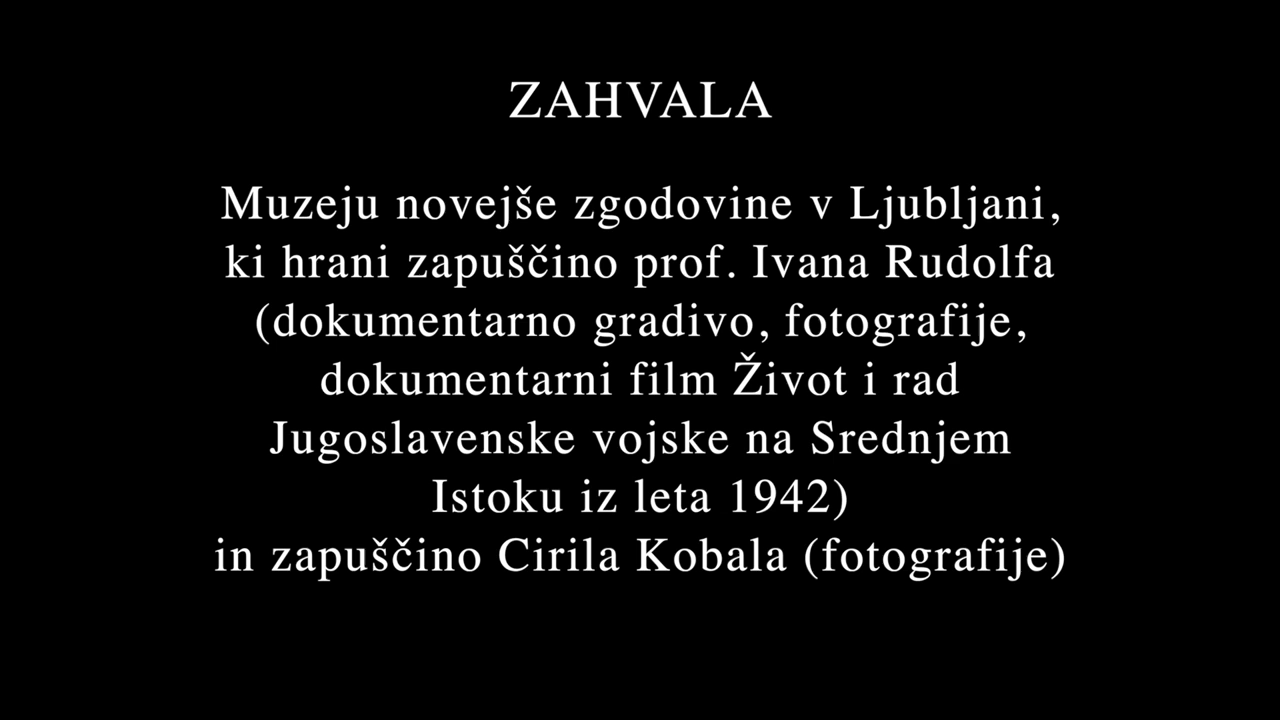 ZAHVALA
Muzeju novejše zgodovine v Ljubljani,
ki hrani zapuščino prof. Ivana Rudolfa
(dokumentarno gradivo, fotografije,
dokumentarni film Život i rad
Jugoslavenske vojske na Srednjem
Istoku iz leta 1942)
in zapuščino Cirila Kobala (fotografije)